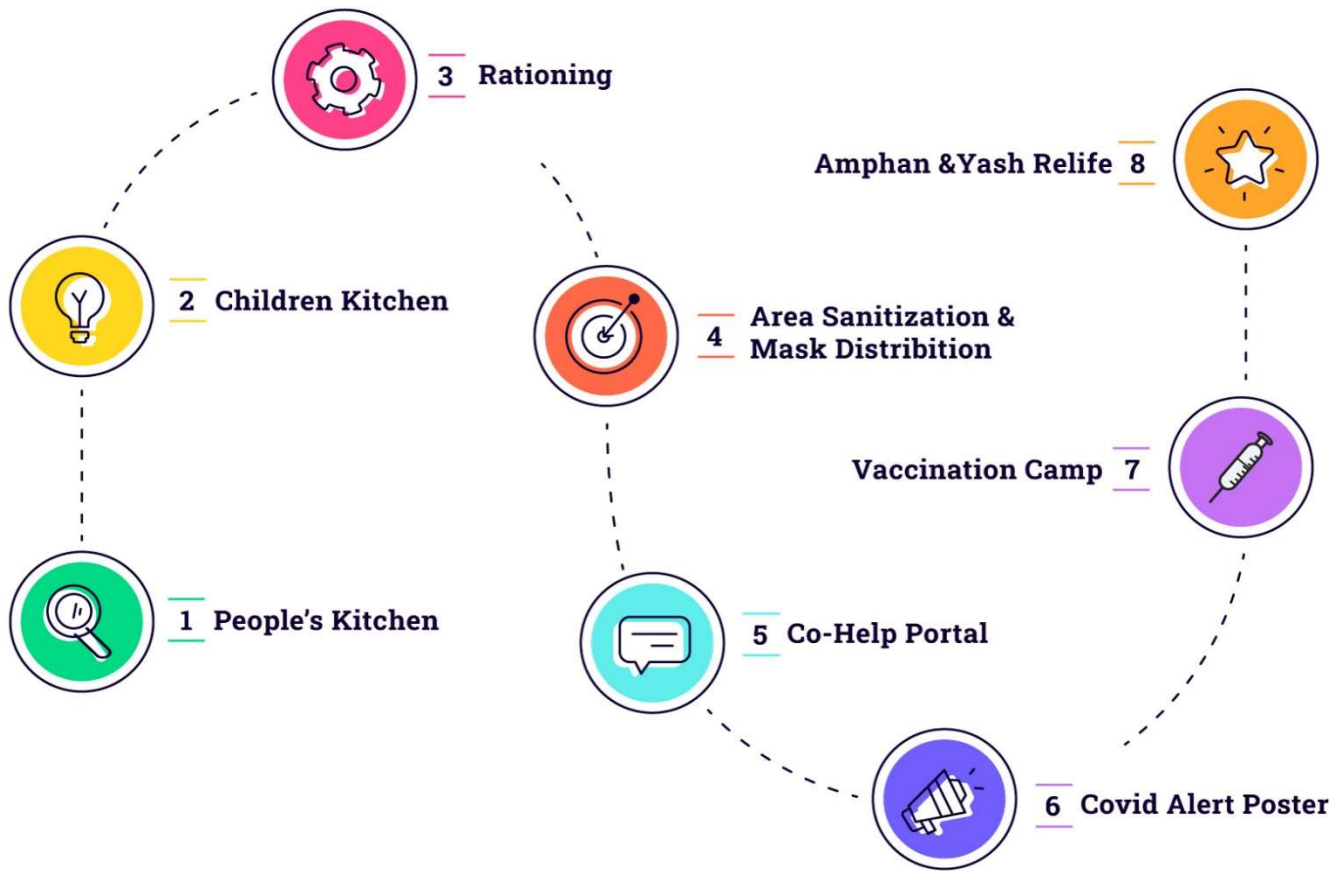 1 People's Kitchen
2 Children Kitchen
3 Rationing
4 Area Sanitization &
Mask Distribition
5 Co-Help Portal
6 Covid Alert Poster
Vaccination Camp 7
Amphan &Yash Relife 8